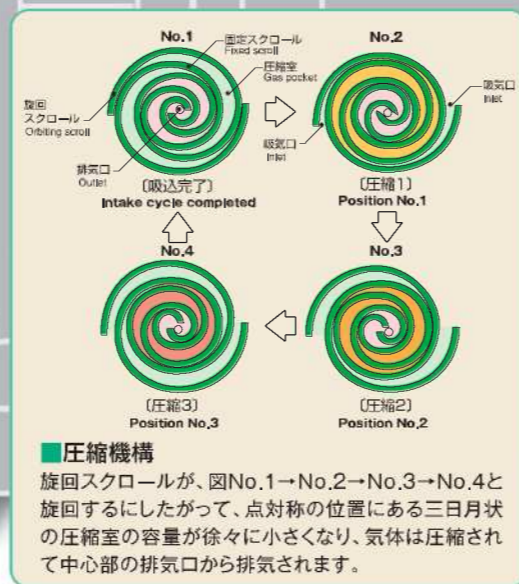 No.1
固定スクロール
Fixed scroll
圧縮室
Gas pocket
旋回
スクロール
Orbiting scroll
排気口
Outlet
〔吸込完了〕
Intake cycle completed
No.2
吸気口
Inlet
吸気口
Inlet
〔圧縮1〕
Position No.1
No.4
〔圧縮3〕
Position No.3
No.3
〔圧縮2〕
Position No.2
■圧縮機構
旋回スクロールが、図No.1→No.2→No.3→No.4と
旋回するにしたがって、点対称の位置にある三日月状
の圧縮室の容量が徐々に小さくなり、気体は圧縮され
て中心部の排気口から排気されます。